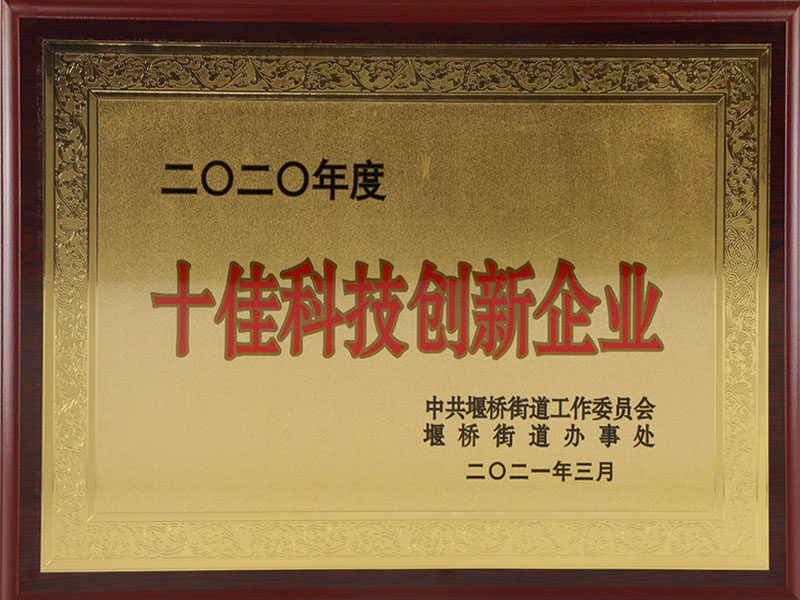 二〇二〇年度
十佳科技创新企业
中共堰桥街道工作委员会
堰桥街道办事处
二〇二一年三月